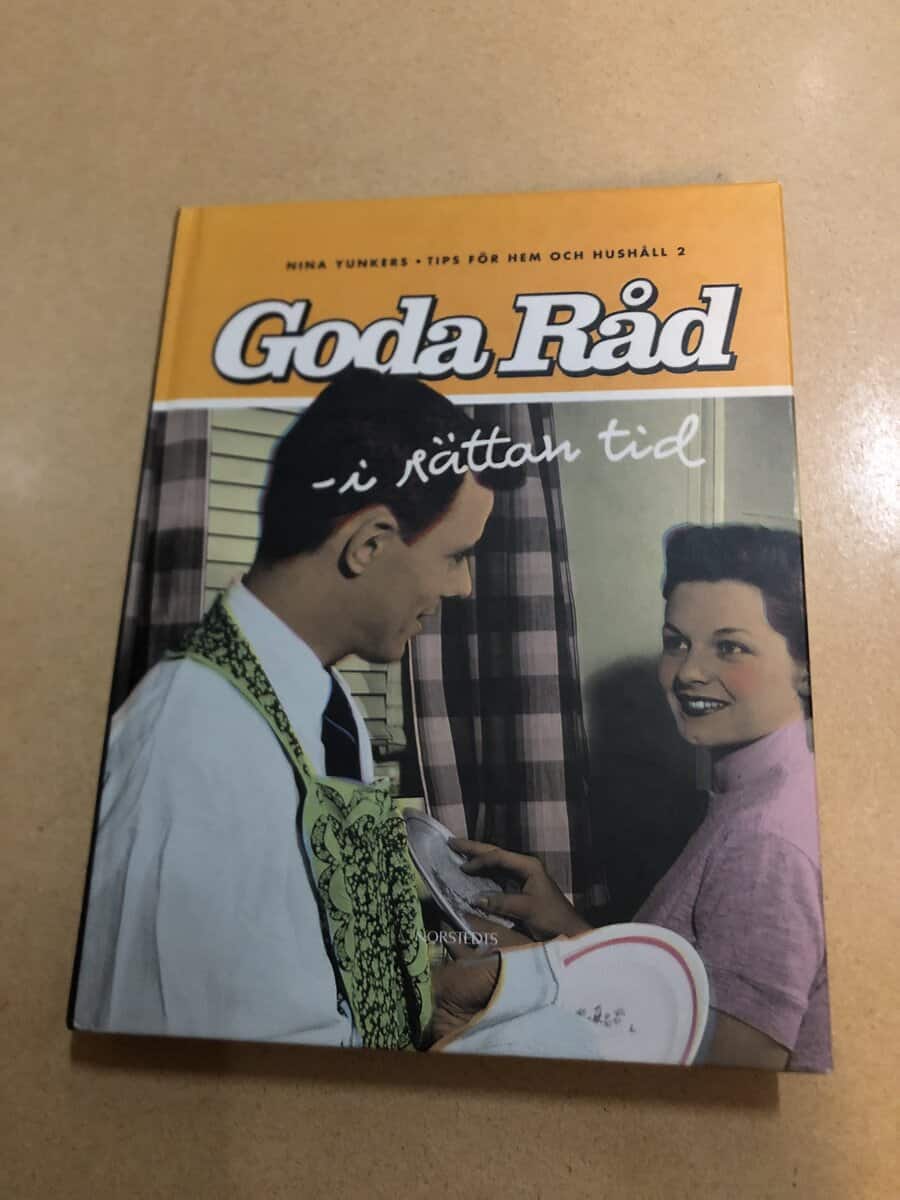 NINA YUNKERS • TIPS FÖR HEM OCH HUSHÅLL 2
Goda Råd
– i rättan tid
NORSTEDTS